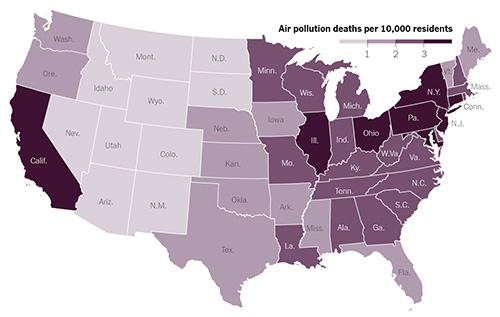 Air pollution deaths per 10,000 residents
1 2 3
Wash.
Ore.
Calif.
Nev.
Idaho
Mont.
Wyo.
Utah
Colo.
Ariz.
N.M.
N.D.
S.D.
Neb.
Kan.
Okla.
Tex.
Minn.
Iowa
Mo.
Ark.
La.
Wis.
Ill.
Mich.
Ind.
Ohio
Ky.
Tenn.
Miss.
Ala.
Ga.
Fla.
S.C.
N.C.
Va.
W.Va
Pa.
N.Y.
N.J.
Conn.
Mass.
Vt.
Me.